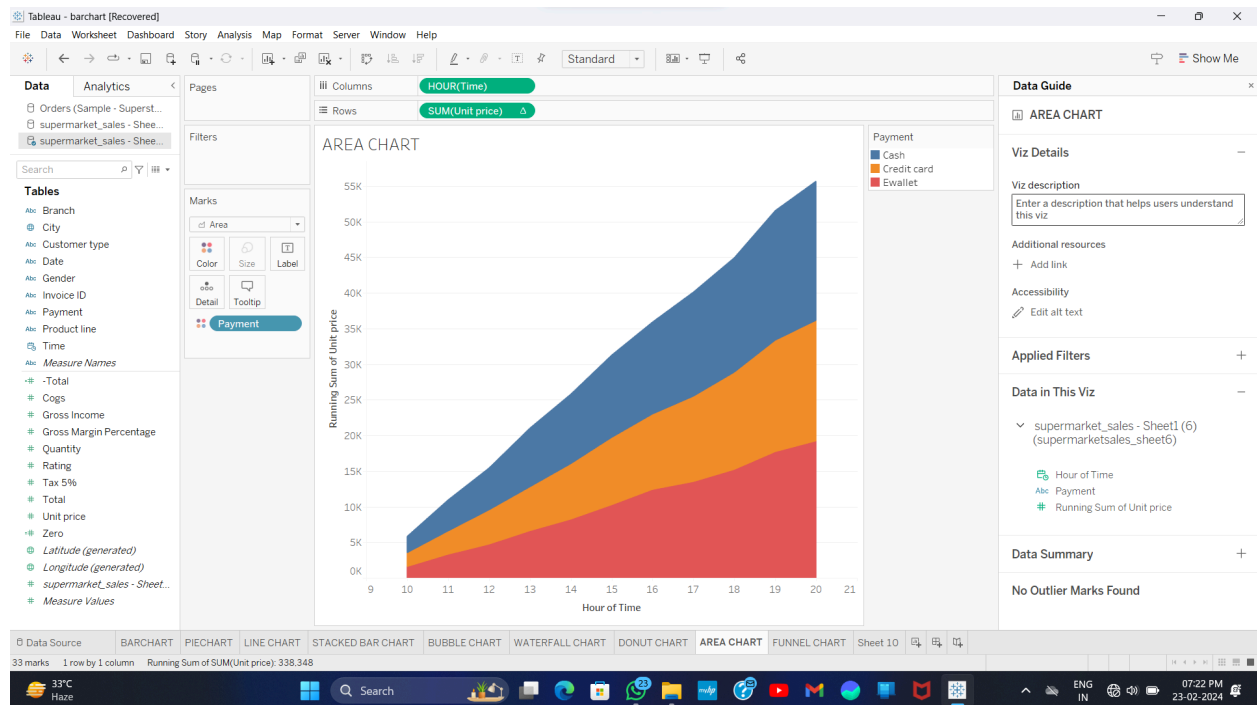 Tableau - barchart [Recovered]
File Data Worksheet Dashboard Story Analysis Map Format Server Window Help
Standard
Show Me
Data Analytics
Orders (Sample - Superst...
supermarket_sales - Shee...
supermarket_sales - Shee...
Search
Tables
Abc Branch
City
Abc Customer type
Abc Date
Abc Gender
Abc Invoice ID
Abc Payment
Abc Product line
Time
Abc Measure Names
-Total
Cogs
Gross Income
Gross Margin Percentage
Quantity
Rating
Tax 5%
Total
Unit price
Zero
Latitude (generated)
Longitude (generated)
supermarket_sales - Sheet...
Measure Values
Pages
Filters
Marks
Area
Color Size Label
Detail Tooltip
Payment
Columns HOUR(Time)
Rows SUM(Unit price)
AREA CHART
55K
50K
45K
40K
35K
30K
25K
20K
15K
10K
5K
0K
Running Sum of Unit price
9 10 11 12 13 14 15 16 17 18 19 20 21
Hour of Time
Payment
Cash
Credit card
Ewallet
Data Guide
AREA CHART
Viz Details
Viz description
Enter a description that helps users understand
this viz
Additional resources
Add link
Accessibility
Edit alt text
Applied Filters
Data in This Viz
supermarket_sales - Sheet1 (6)
(supermarketsales_sheet6)
Hour of Time
Abc Payment
Running Sum of Unit price
Data Summary
No Outlier Marks Found
Data Source BARCHART PIECHART LINE CHART STACKED BAR CHART BUBBLE CHART WATERFALL CHART DONUT CHART AREA CHART FUNNEL CHART Sheet 10
33 marks 1 row by 1 column Running Sum of SUM(Unit price): 338.348
33°C
Haze
Search
23
myhp
ENG
IN
07:22 PM
23-02-2024